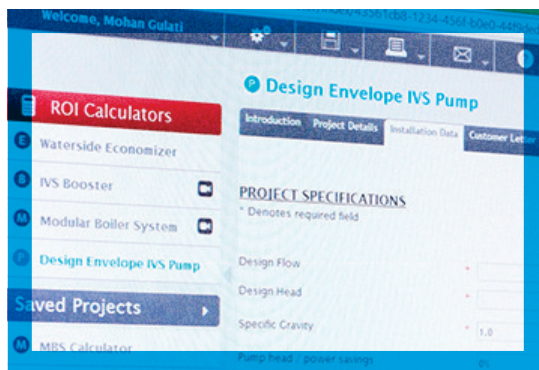 Welcome, Mohan Gulati
ROI Calculators
E Waterside Economizer
B IVS Booster
M Modular Boiler System
P Design Envelope IVS Pump
Saved Projects
M MBS Calculator
P Design Envelope IVS Pump
Introduction Project Details Installation Data Customer Letter
PROJECT SPECIFICATIONS
* Denotes required field
Design Flow *
Design Head *
Specific Gravity * 1.0
Pump head / power savings 0%